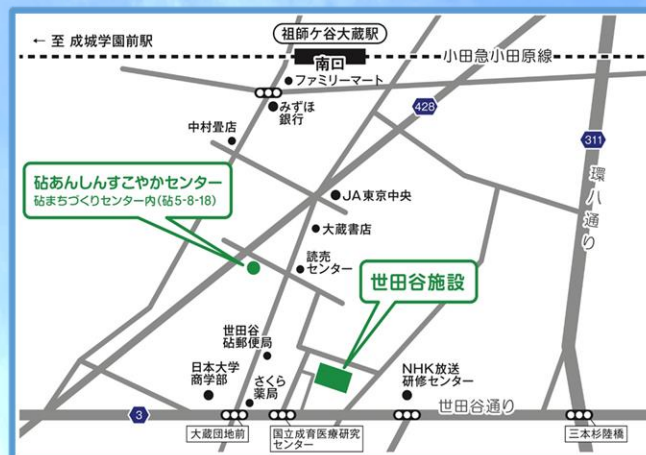 ← 至 成城学園前駅
祖師ケ谷大蔵駅
南口
小田急小田原線
ファミリーマート
みずほ
銀行
428
中村畳店
311
環八通り
砧あんしんすこやかセンター
砧まちづくりセンター内(砧5-8-18)
JA東京中央
大蔵書店
読売
センター
世田谷施設
世田谷
砧郵便局
日本大学
商学部
さくら
薬局
NHK放送
研修センター
3
世田谷通り
大蔵団地前
国立成育医療研究
センター
三本杉陸橋